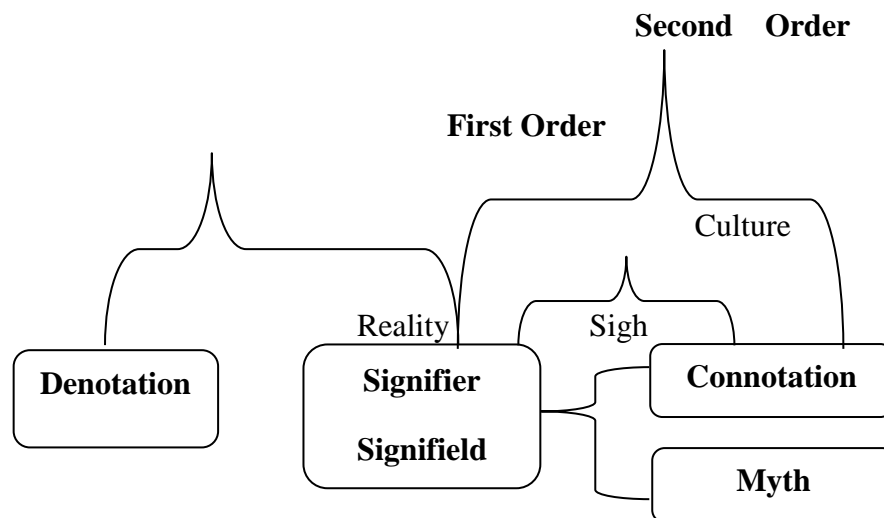 Second Order
First Order
Culture
Reality
Sigh
Denotation
Signifier
Signifield
Connotation
Myth